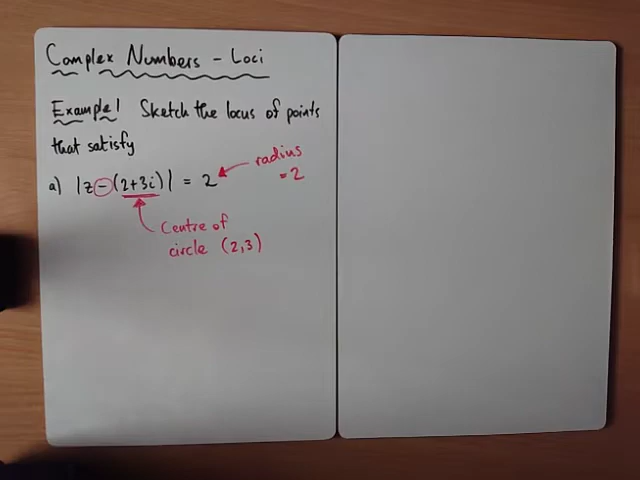 Complex Numbers - Loci
Example 1 Sketch the locus of points
that satisfy
a) |z-(2+3i)| = 2
radius
= 2
Centre of
circle (2,3)